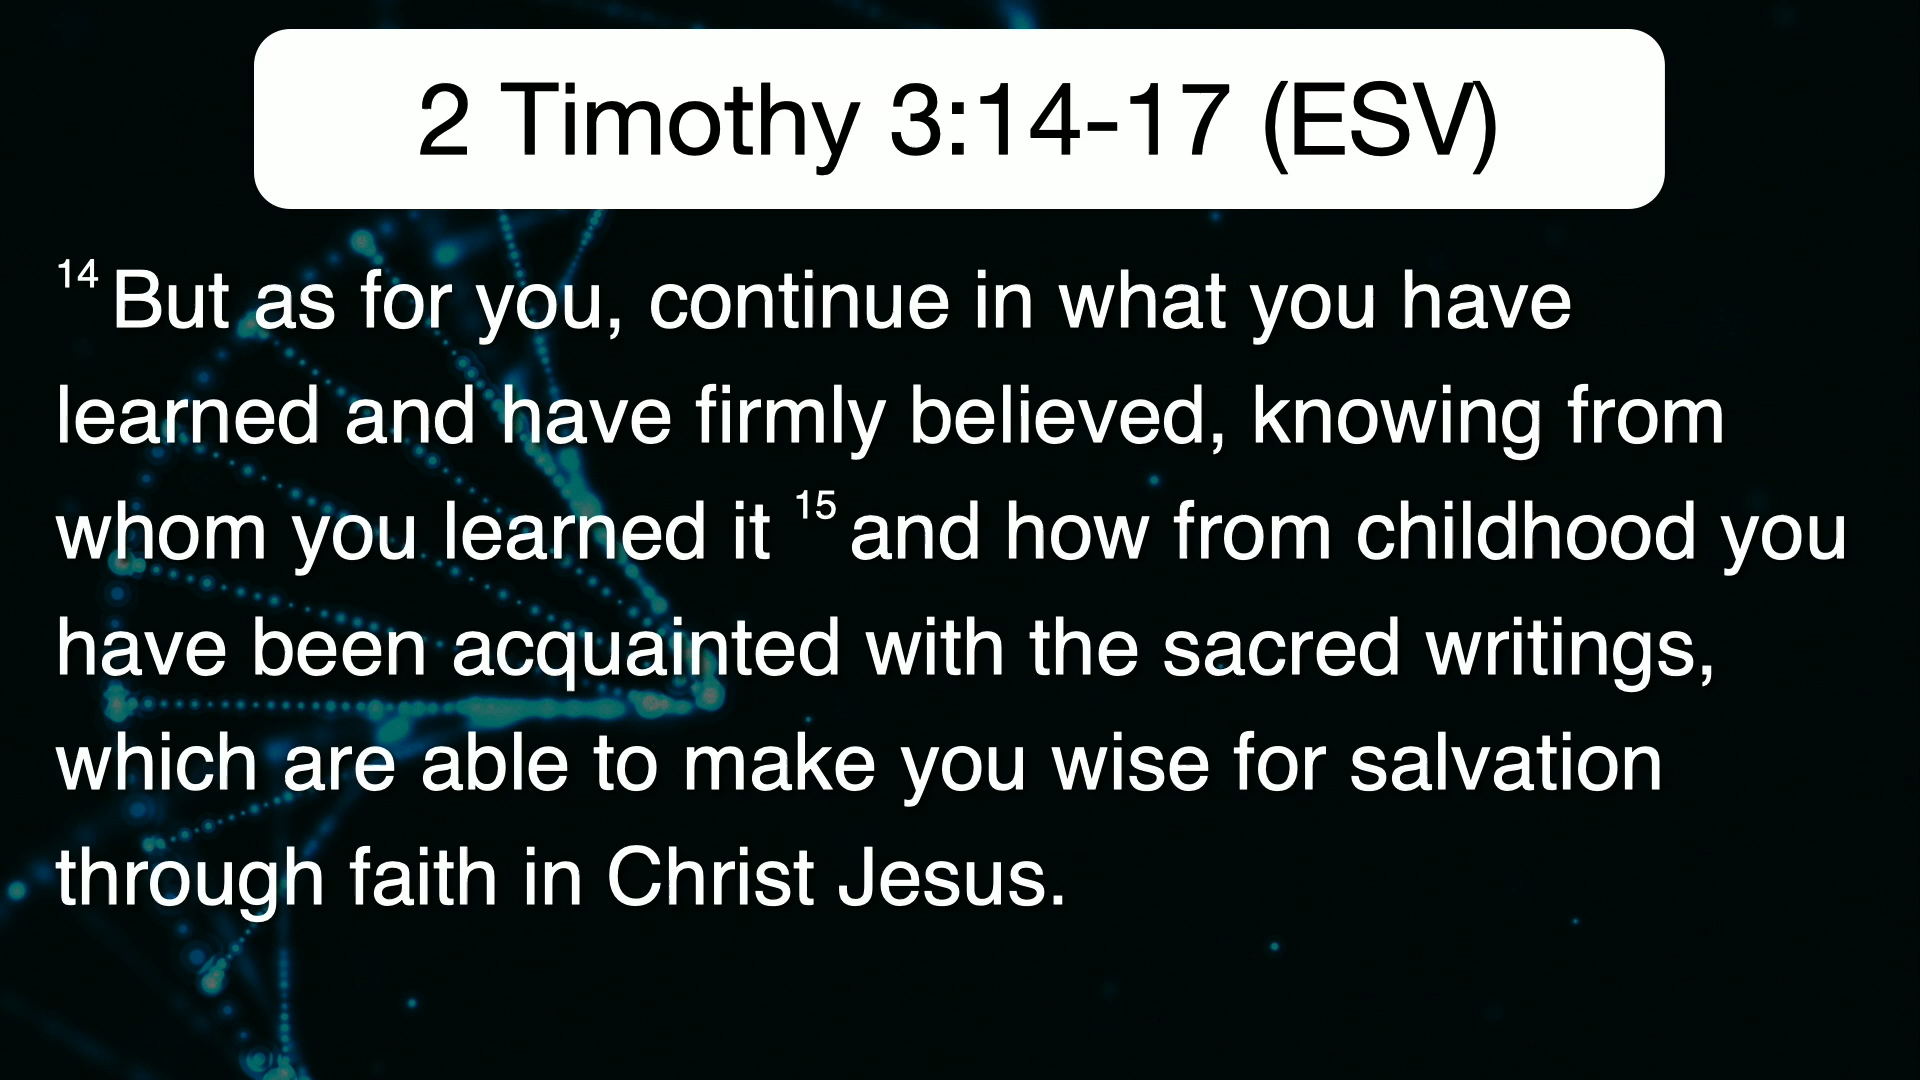 2 Timothy 3:14-17 (ESV)
14 But as for you, continue in what you have
learned and have firmly believed, knowing from
whom you learned it 15 and how from childhood you
have been acquainted with the sacred writings,
which are able to make you wise for salvation
through faith in Christ Jesus.